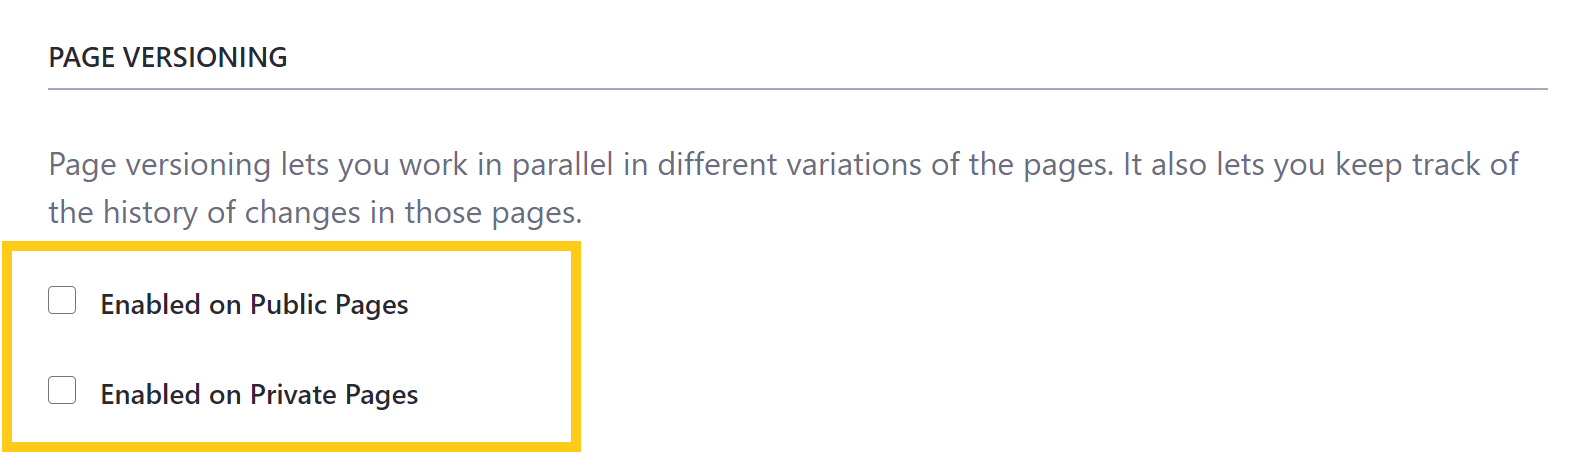 PAGE VERSIONING
Page versioning lets you work in parallel in different variations of the pages. It also lets you keep track of
the history of changes in those pages.
Enabled on Public Pages
Enabled on Private Pages